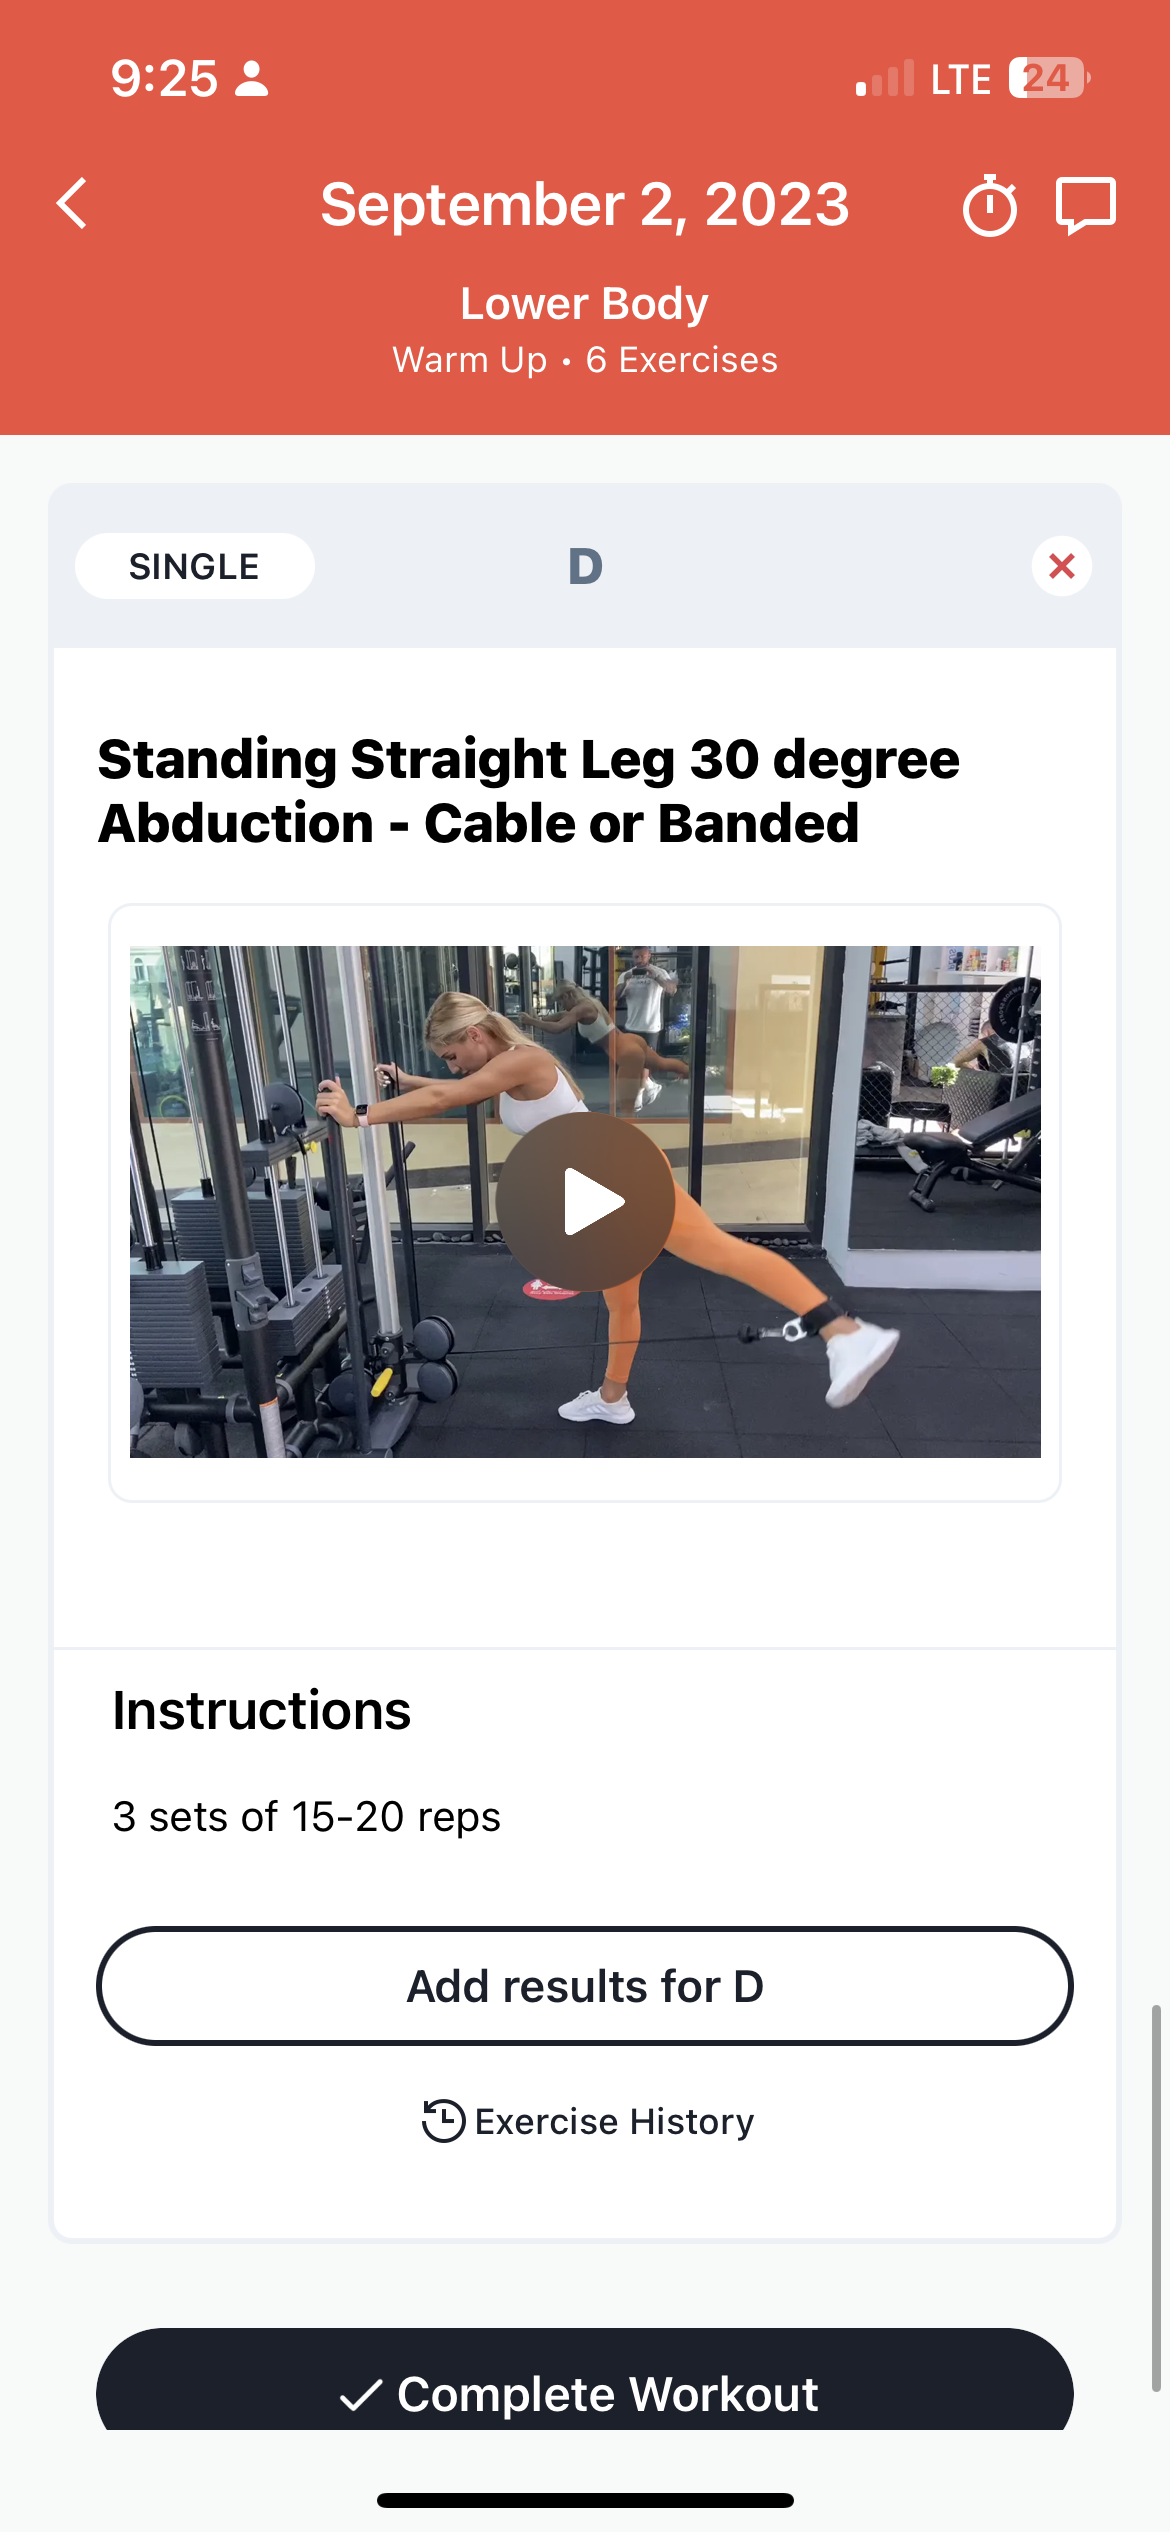 9:25
LTE 24
September 2, 2023
Lower Body
Warm Up • 6 Exercises
SINGLE
D
Standing Straight Leg 30 degree
Abduction - Cable or Banded
Instructions
3 sets of 15-20 reps
Add results for D
Exercise History
Complete Workout